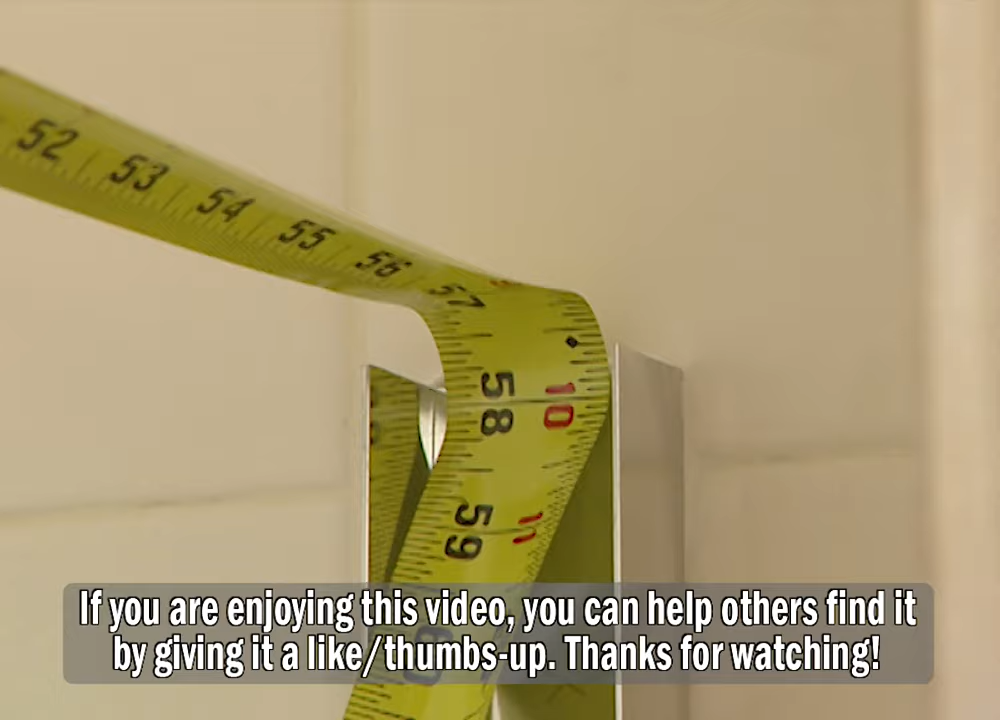 52 53 54 55 56 57
58 10
59 11
60
If you are enjoying this video, you can help others find it
by giving it a like/thumbs-up. Thanks for watching!